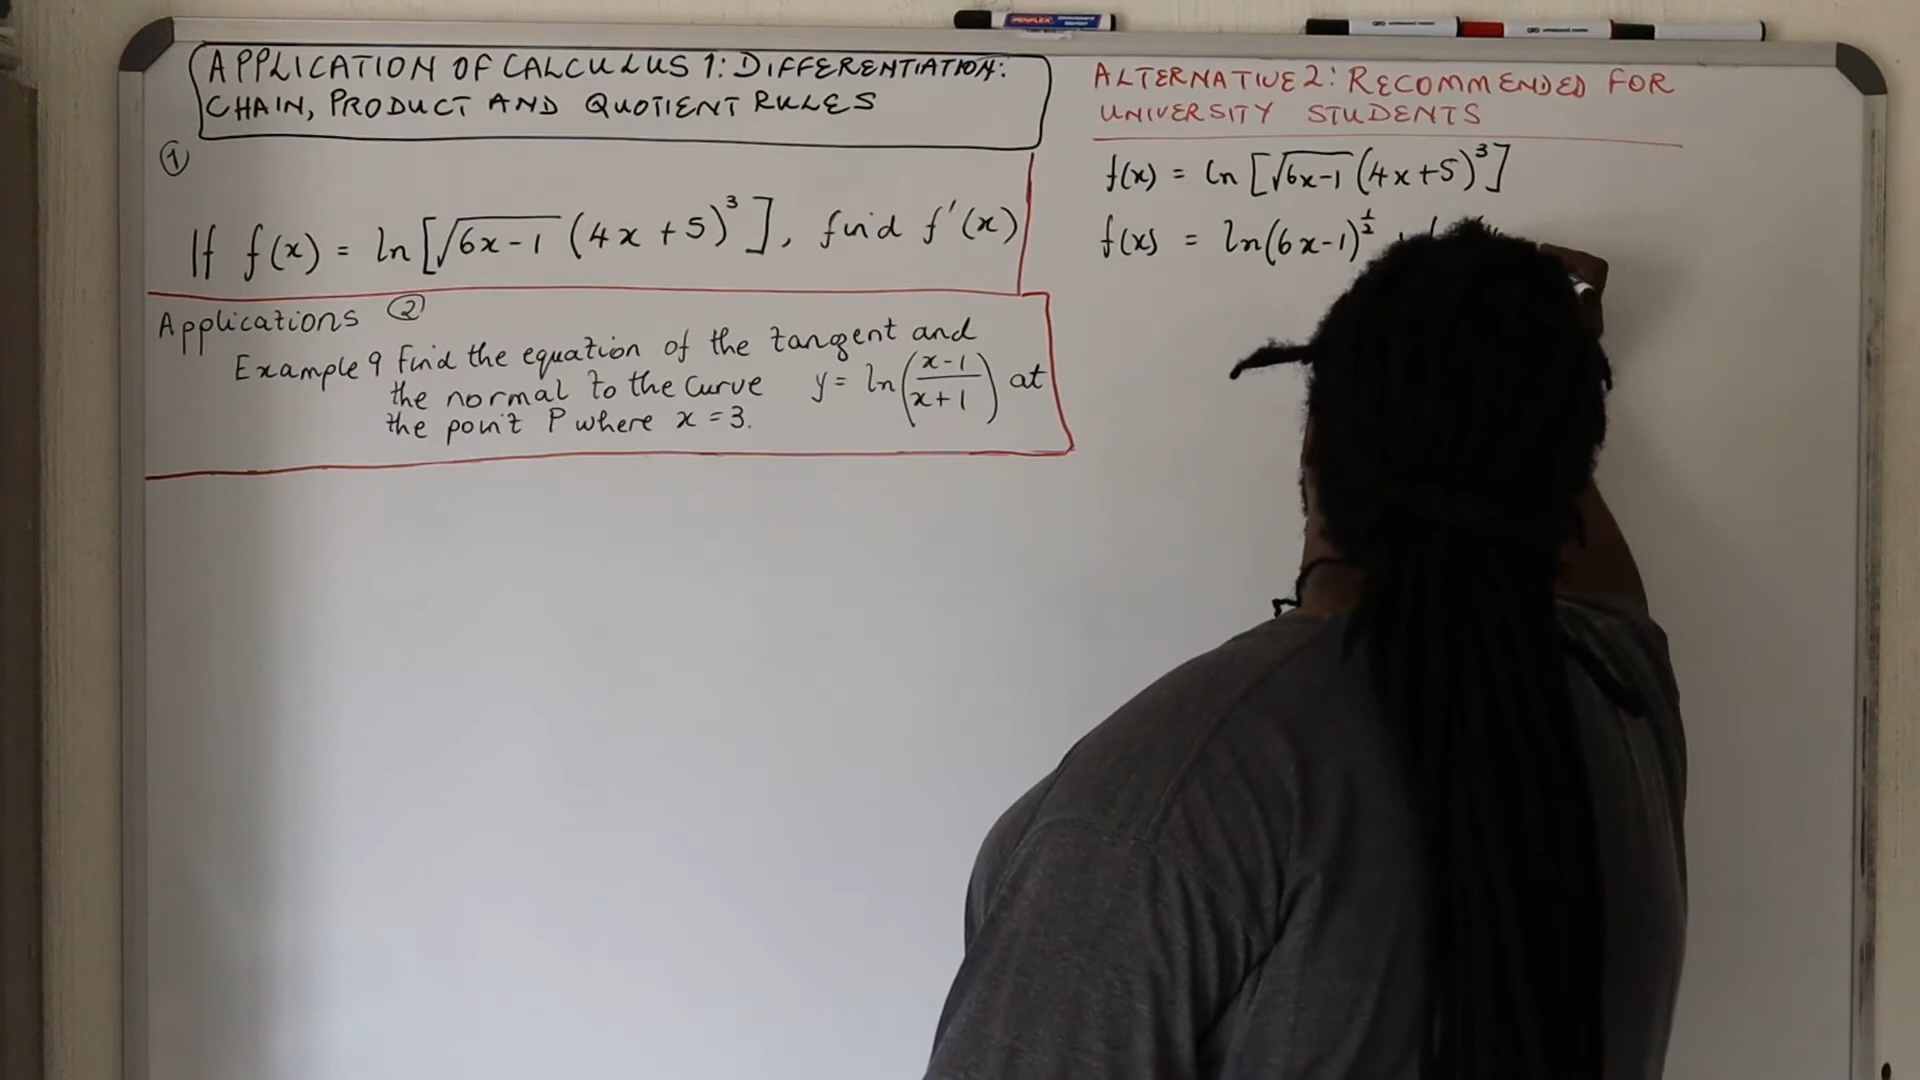 PENFLEX
APPLICATION OF CALCULUS 1: DIFFERENTIATION:
CHAIN, PRODUCT AND QUOTIENT RULES
①
If f(x) = ln[√6x-1 (4x+5)³], find f'(x)
Applications ②
Example 9 Find the equation of the tangent and
the normal to the curve y = ln((x-1)/(x+1)) at
the point P where x = 3.
ALTERNATIVE 2: RECOMMENDED FOR
UNIVERSITY STUDENTS
f(x) = ln[√6x-1 (4x+5)³]
f(x) = ln(6x-1)^½ +